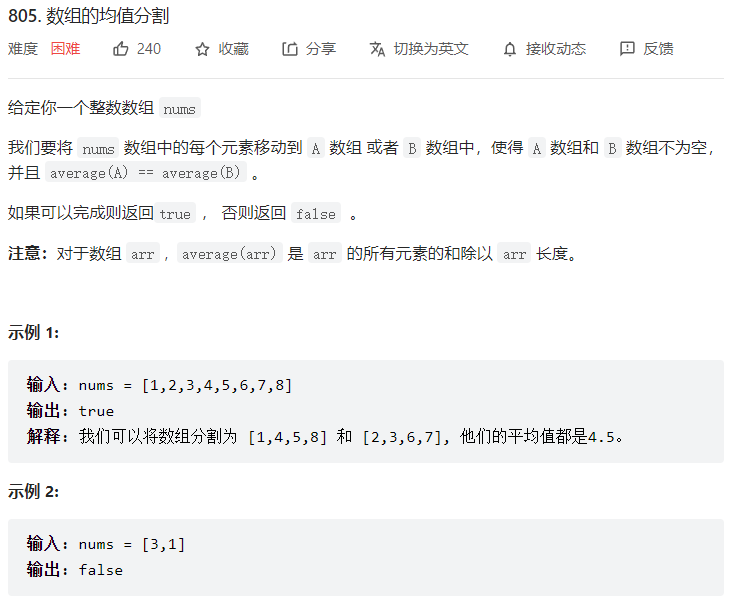 805. 数组的均值分割
难度 困难 240 收藏 分享 切换为英文 接收动态 反馈
给定你一个整数数组 nums
我们要将 nums 数组中的每个元素移动到 A 数组 或者 B 数组中，使得 A 数组和 B 数组不为空，
并且 average(A) == average(B) 。
如果可以完成则返回true ， 否则返回 false 。
注意：对于数组 arr , average(arr) 是 arr 的所有元素的和除以 arr 长度。
示例 1:
输入：nums = [1,2,3,4,5,6,7,8]
输出：true
解释：我们可以将数组分割为 [1,4,5,8] 和 [2,3,6,7], 他们的平均值都是4.5。
示例 2:
输入：nums = [3,1]
输出：false